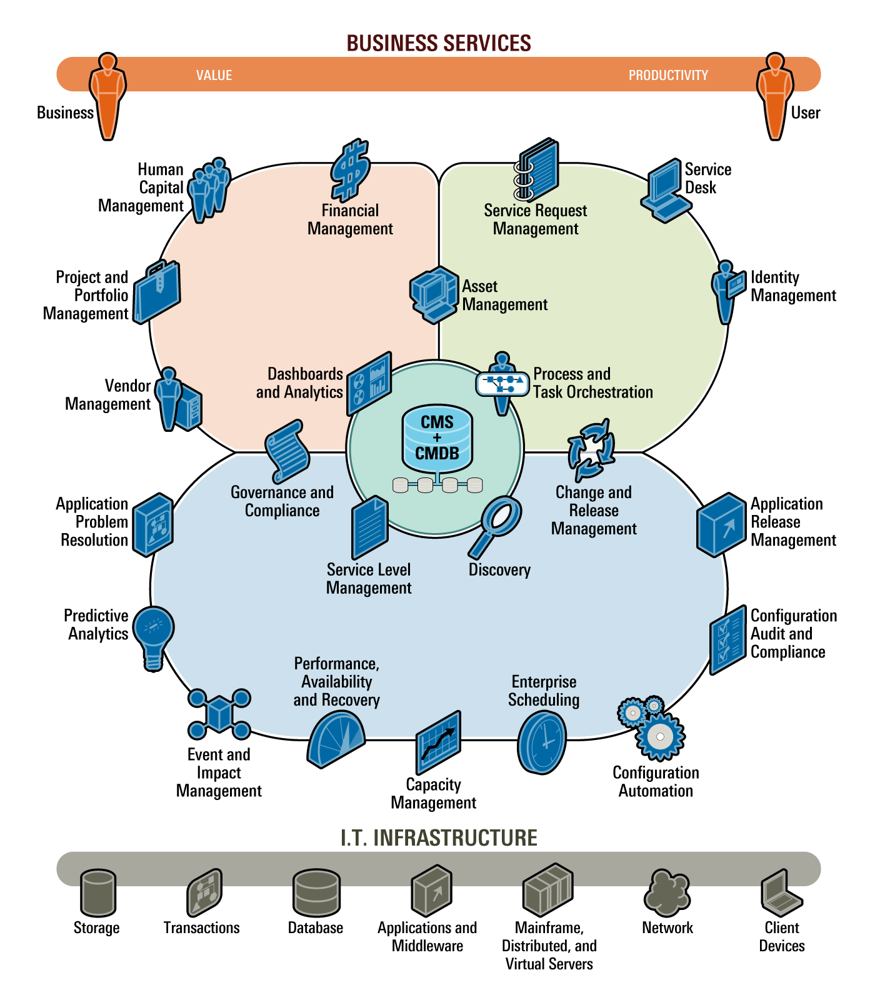 BUSINESS SERVICES
VALUE
PRODUCTIVITY
Business
User
Human
Capital
Management
Financial
Management
Service Request
Management
Service
Desk
Project and
Portfolio
Management
Asset
Management
Identity
Management
Vendor
Management
Dashboards
and Analytics
Process and
Task Orchestration
CMS
+
CMDB
Governance and
Compliance
Change and
Release
Management
Application
Problem
Resolution
Application
Release
Management
Service Level
Management
Discovery
Predictive
Analytics
Configuration
Audit and
Compliance
Performance,
Availability
and Recovery
Enterprise
Scheduling
Event and
Impact
Management
Capacity
Management
Configuration
Automation
I.T. INFRASTRUCTURE
Storage
Transactions
Database
Applications and
Middleware
Mainframe,
Distributed, and
Virtual Servers
Network
Client
Devices